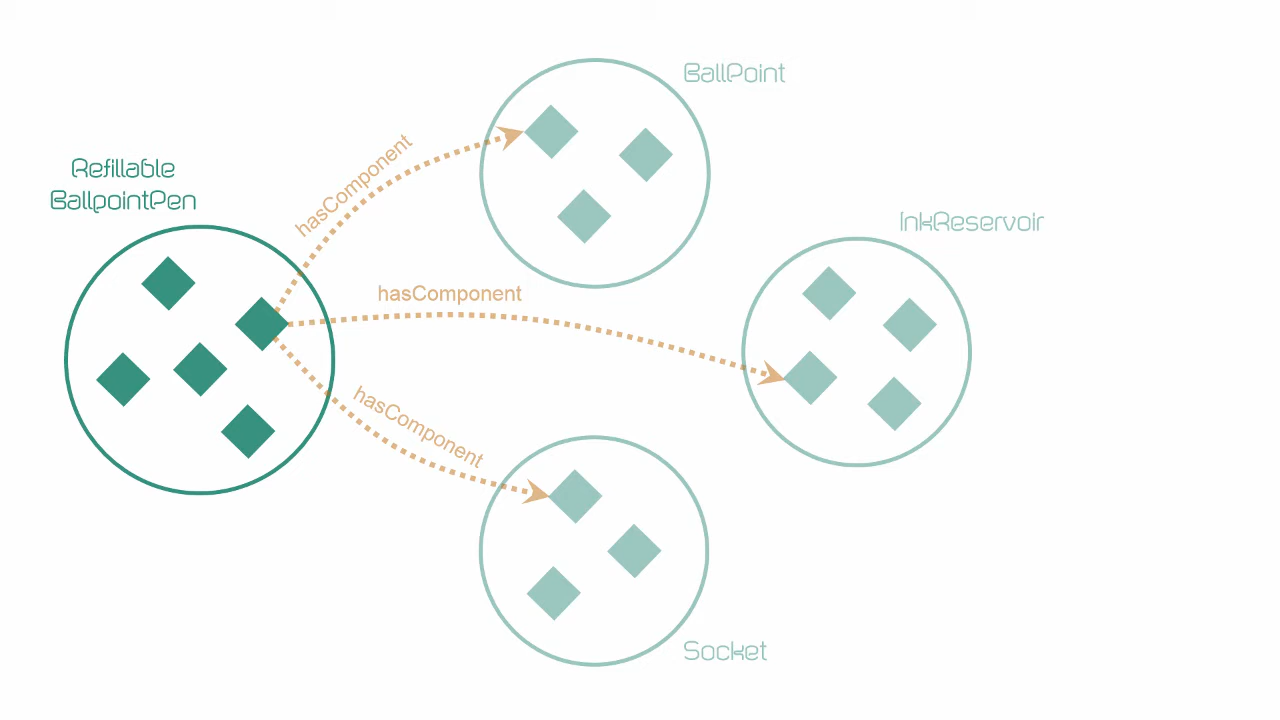 BallPoint
Refillable
BallpointPen
hasComponent
InkReservoir
hasComponent
hasComponent
Socket